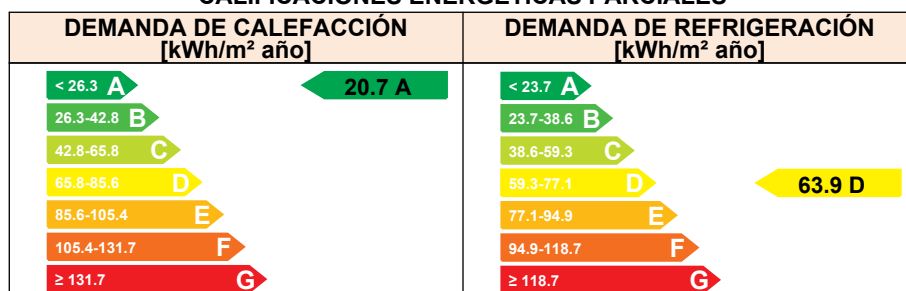 CALIFICACIONES ENERGÉTICAS PARCIALES
DEMANDA DE CALEFACCIÓN
[kWh/m² año]
DEMANDA DE REFRIGERACIÓN
[kWh/m² año]
< 26.3 A
20.7 A
26.3-42.8 B
42.8-65.8 C
65.8-85.6 D
85.6-105.4 E
105.4-131.7 F
≥ 131.7 G
< 23.7 A
23.7-38.6 B
38.6-59.3 C
59.3-77.1 D
63.9 D
77.1-94.9 E
94.9-118.7 F
≥ 118.7 G